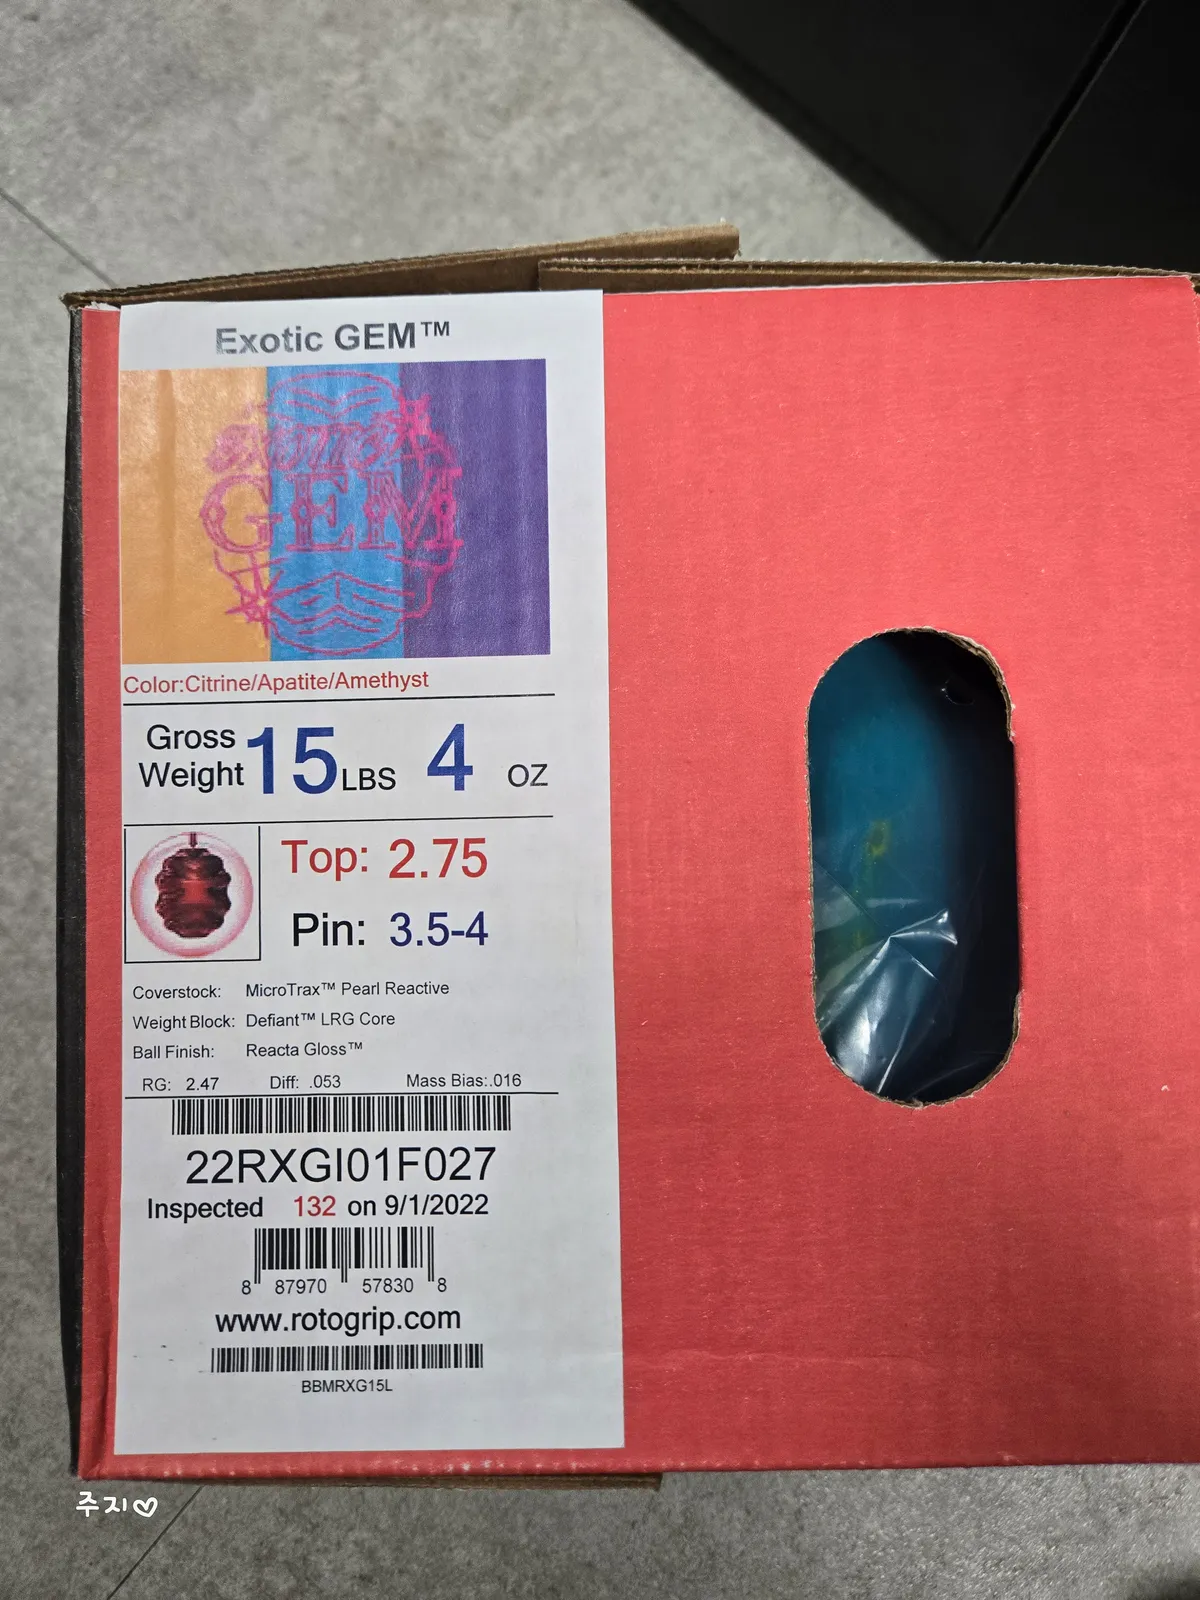 Exotic GEM™
exotic
GEM
Color:Citrine/Apatite/Amethyst
Gross Weight 15 LBS 4 OZ
Top: 2.75
Pin: 3.5-4
Coverstock: MicroTrax™ Pearl Reactive
Weight Block: Defiant™ LRG Core
Ball Finish: Reacta Gloss™
RG: 2.47 Diff: .053 Mass Bias:.016
22RXGI01F027
Inspected 132 on 9/1/2022
8 87970 57830 8
www.rotogrip.com
BBMRXG15L
주지♡